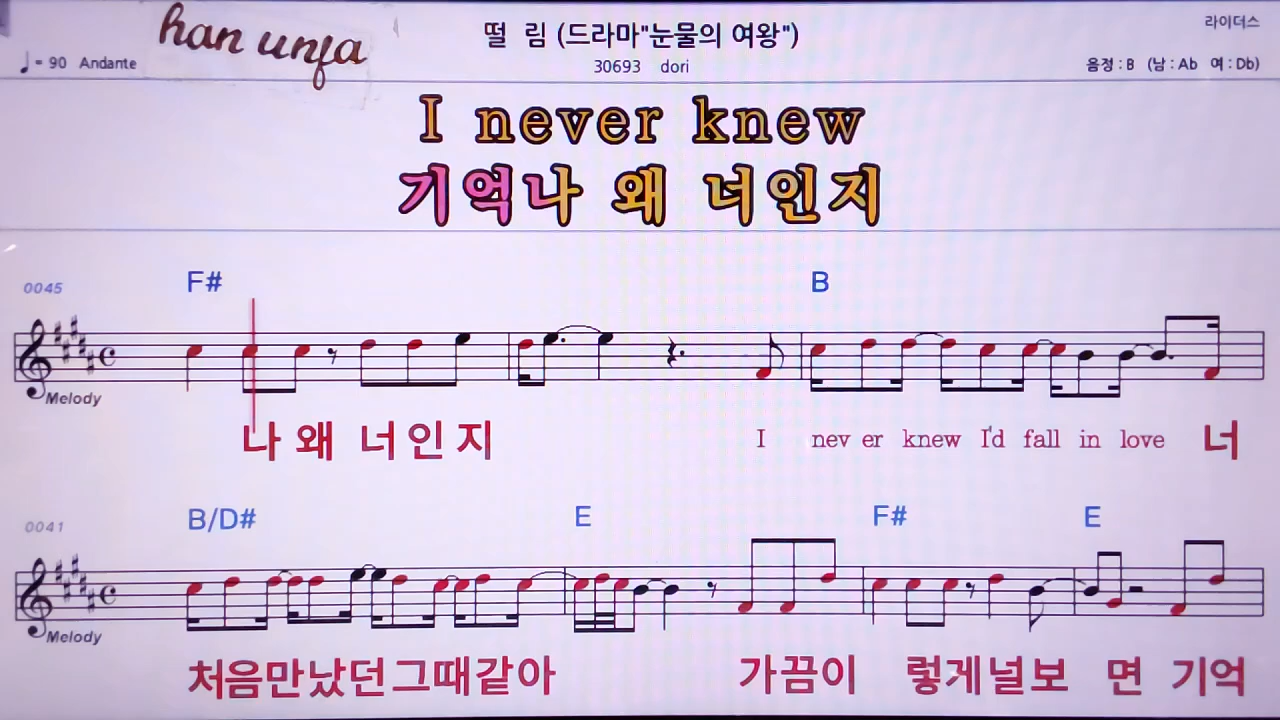 han unja
떨 림 (드라마"눈물의 여왕")
라이더스
♩= 90 Andante
30693 dori
음정 : B (남 : Ab 여 : Db)
I never knew
기억나 왜 너인지
0045 F# B
Melody
나 왜 너 인 지 I nev er knew I'd fall in love 너
0041 B/D# E F# E
Melody
처음만났던그때같아 가끔이 렇게널보 면 기억